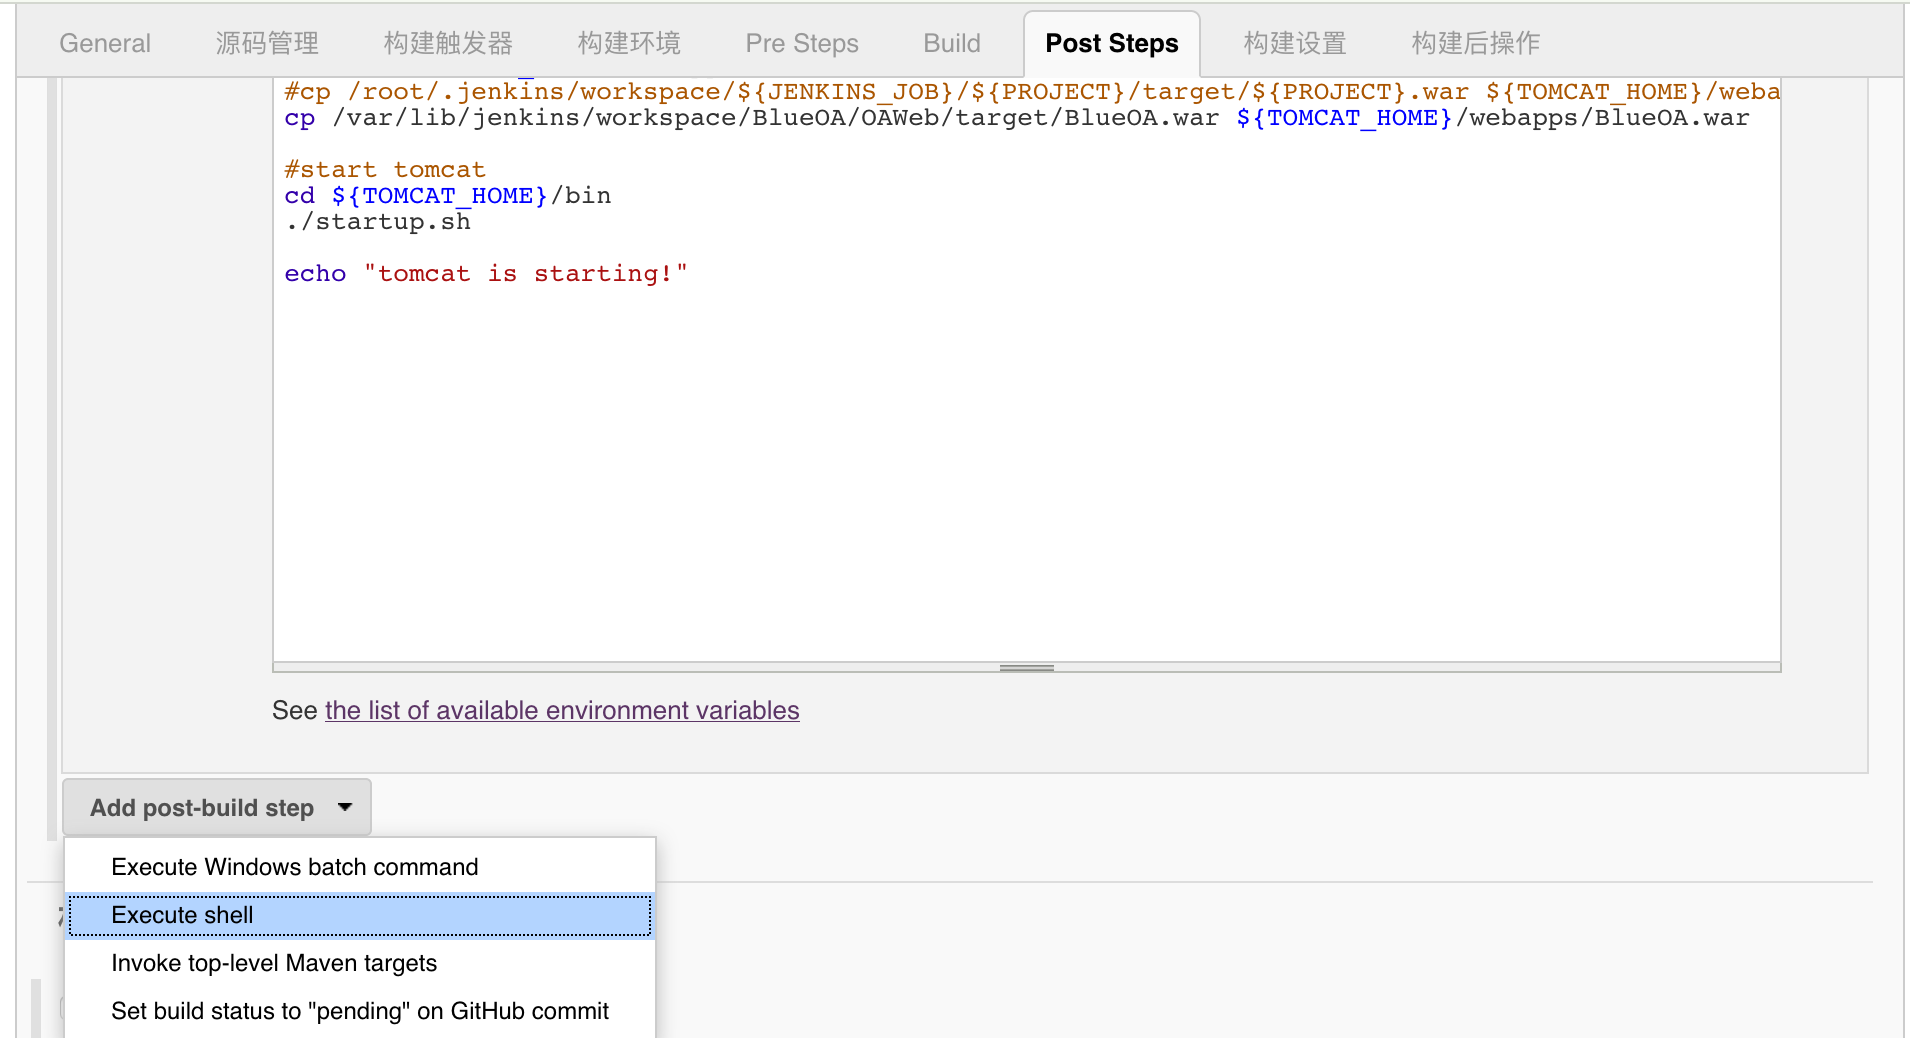 General 源码管理 构建触发器 构建环境 Pre Steps Build Post Steps 构建设置 构建后操作
#cp /root/.jenkins/workspace/${JENKINS_JOB}/${PROJECT}/target/${PROJECT}.war ${TOMCAT_HOME}/weba
cp /var/lib/jenkins/workspace/BlueOA/OAWeb/target/BlueOA.war ${TOMCAT_HOME}/webapps/BlueOA.war
#start tomcat
cd ${TOMCAT_HOME}/bin
./startup.sh
echo "tomcat is starting!"
See the list of available environment variables
Add post-build step
Execute Windows batch command
Execute shell
Invoke top-level Maven targets
Set build status to "pending" on GitHub commit